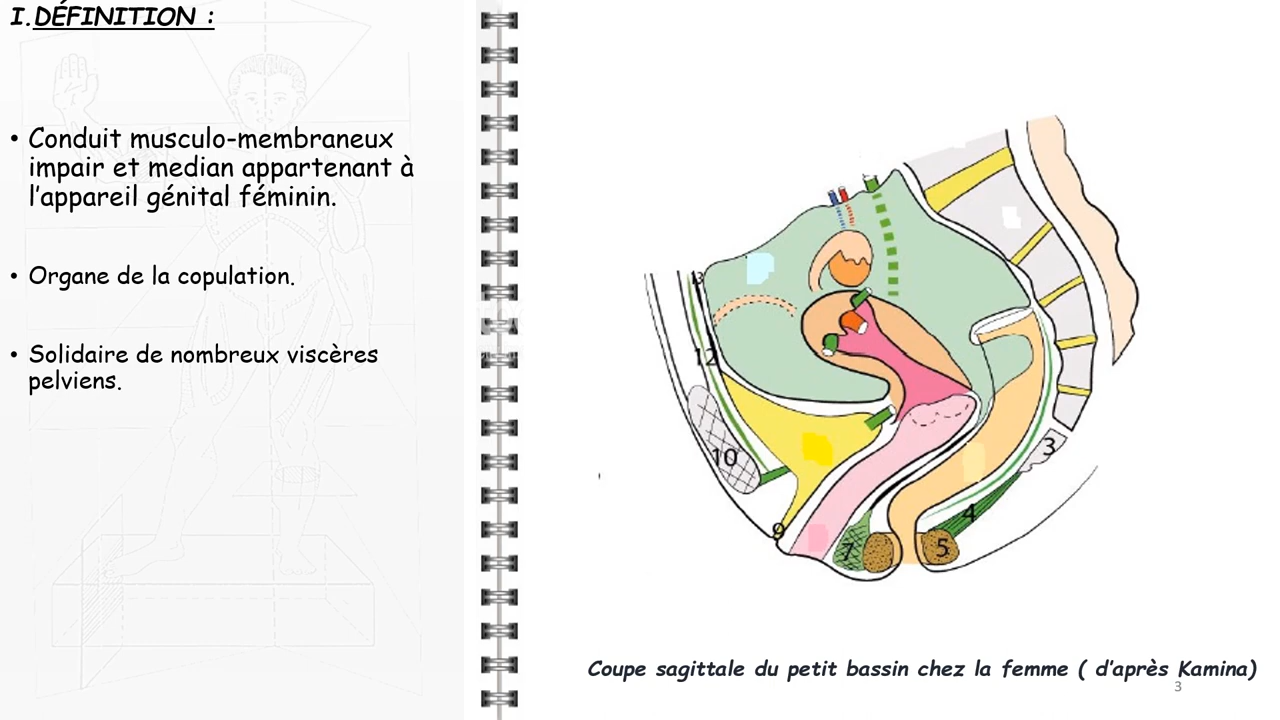 I. DÉFINITION :
• Conduit musculo-membraneux
impair et median appartenant à
l'appareil génital féminin.
• Organe de la copulation.
• Solidaire de nombreux viscères
pelviens.
13
12
10
9
7
5
4
3
Coupe sagittale du petit bassin chez la femme ( d'après Kamina)
3